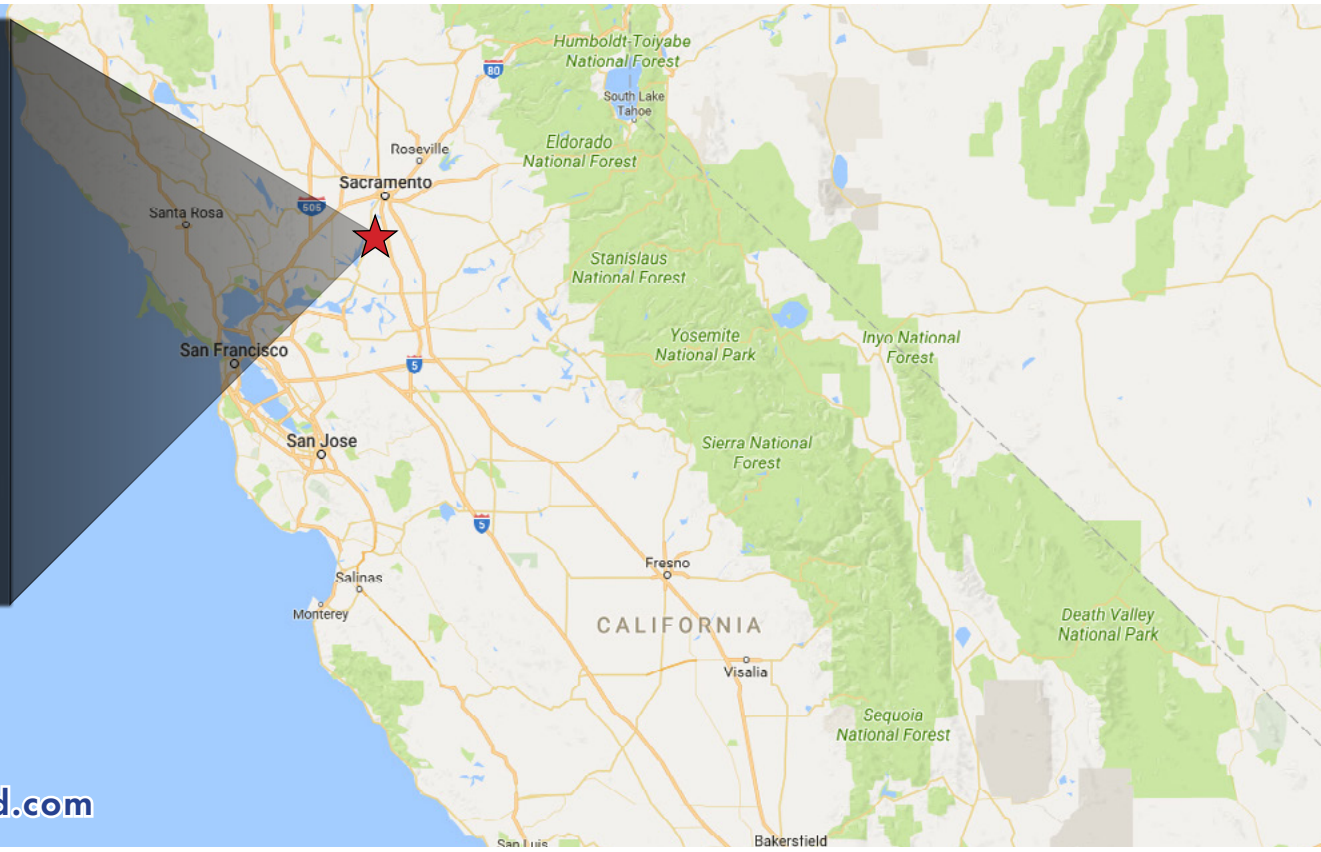 Humboldt-Toiyabe
National Forest
80
South Lake
Tahoe
Eldorado
National Forest
Roseville
Sacramento
505
Santa Rosa
Stanislaus
National Forest
Yosemite
National Park
Inyo National
Forest
San Francisco
5
San Jose
Sierra National
Forest
5
Fresno
Salinas
Monterey
CALIFORNIA
Death Valley
National Park
Visalia
Sequoia
National Forest
d.com
San Luis
Bakersfield